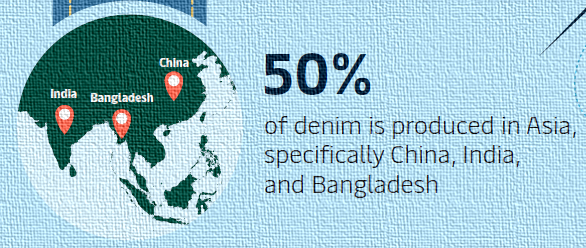 China
India
Bangladesh
50%
of denim is produced in Asia,
specifically China, India,
and Bangladesh